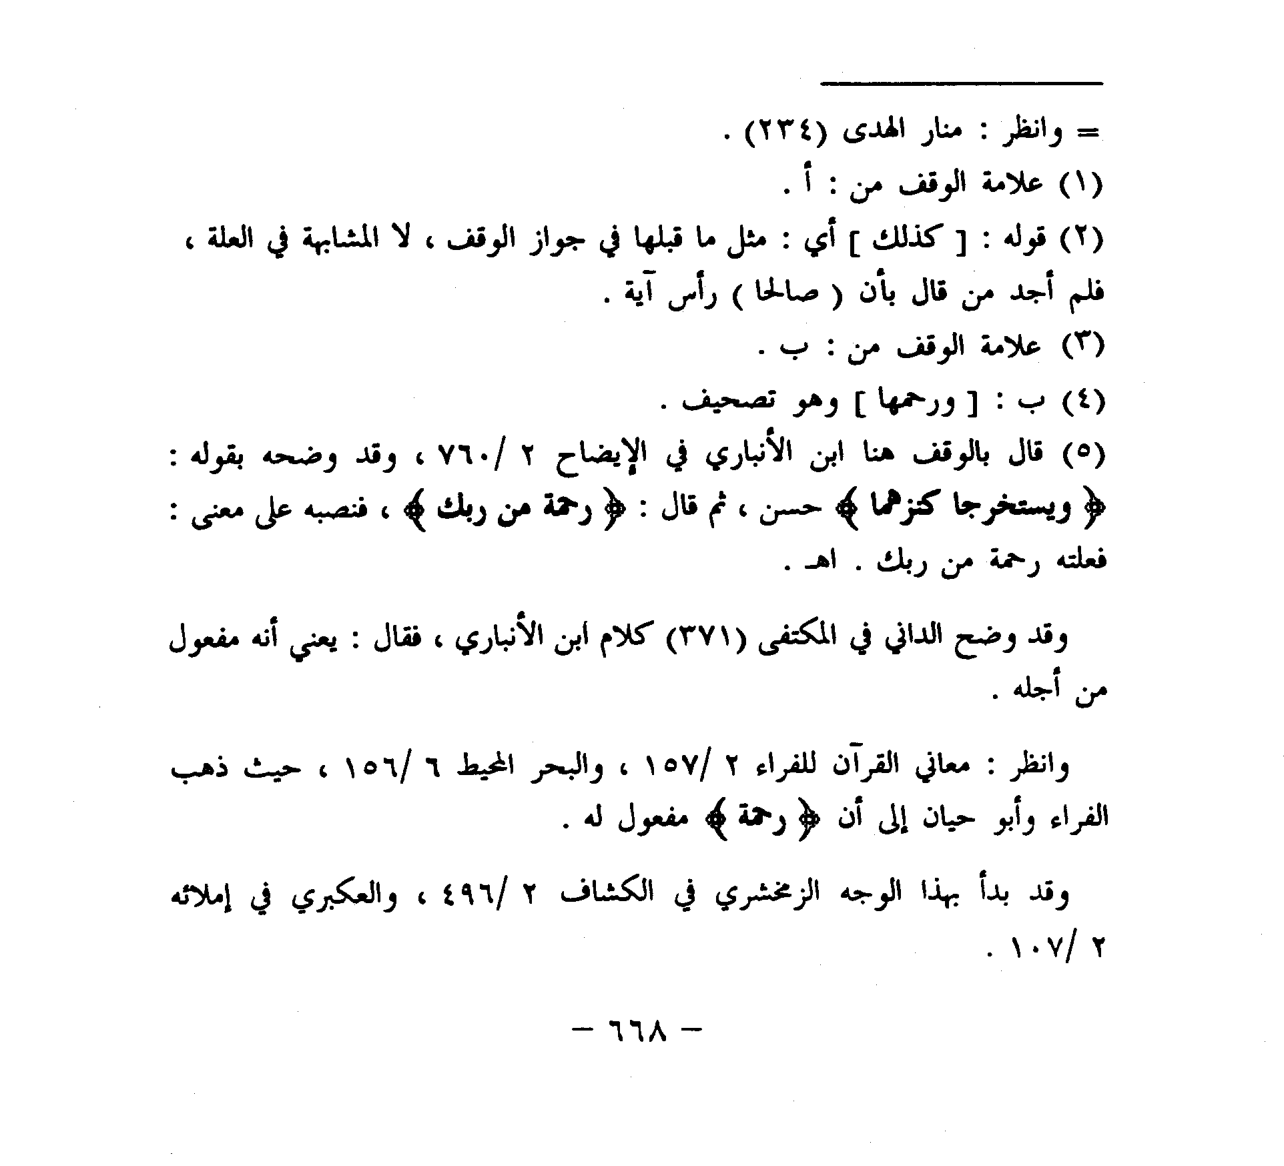 = وانظر : منار الهدى (٢٣٤) .
(١) علامة الوقف من : أ .
(٢) قوله : [ كذلك ] أي : مثل ما قبلها في جواز الوقف ، لا المشابهة في العلة ،
فلم أجد من قال بأن ( صالحا ) رأس آية .
(٣) علامة الوقف من : ب .
(٤) ب : [ ورحمها ] وهو تصحيف .
(٥) قال بالوقف هنا ابن الأنباري في الإيضاح ٢ /٧٦٠ ، وقد وضحه بقوله :
﴿ ويستخرجا كنزهما ﴾ حسن ، ثم قال : ﴿ رحمة من ربك ﴾ ، فنصبه على معنى :
فعلته رحمة من ربك . اهـ .
وقد وضح الداني في المكتفى (٣٧١) كلام ابن الأنباري ، فقال : يعني أنه مفعول
من أجله .
وانظر : معاني القرآن للفراء ٢ /١٥٧ ، والبحر المحيط ٦ /١٥٦ ، حيث ذهب
الفراء وأبو حيان إلى أن ﴿ رحمة ﴾ مفعول له .
وقد بدأ بهذا الوجه الزمخشري في الكشاف ٢ /٤٩٦ ، والعكبري في إملائه
٢ /١٠٧ .
– ٦٦٨ –